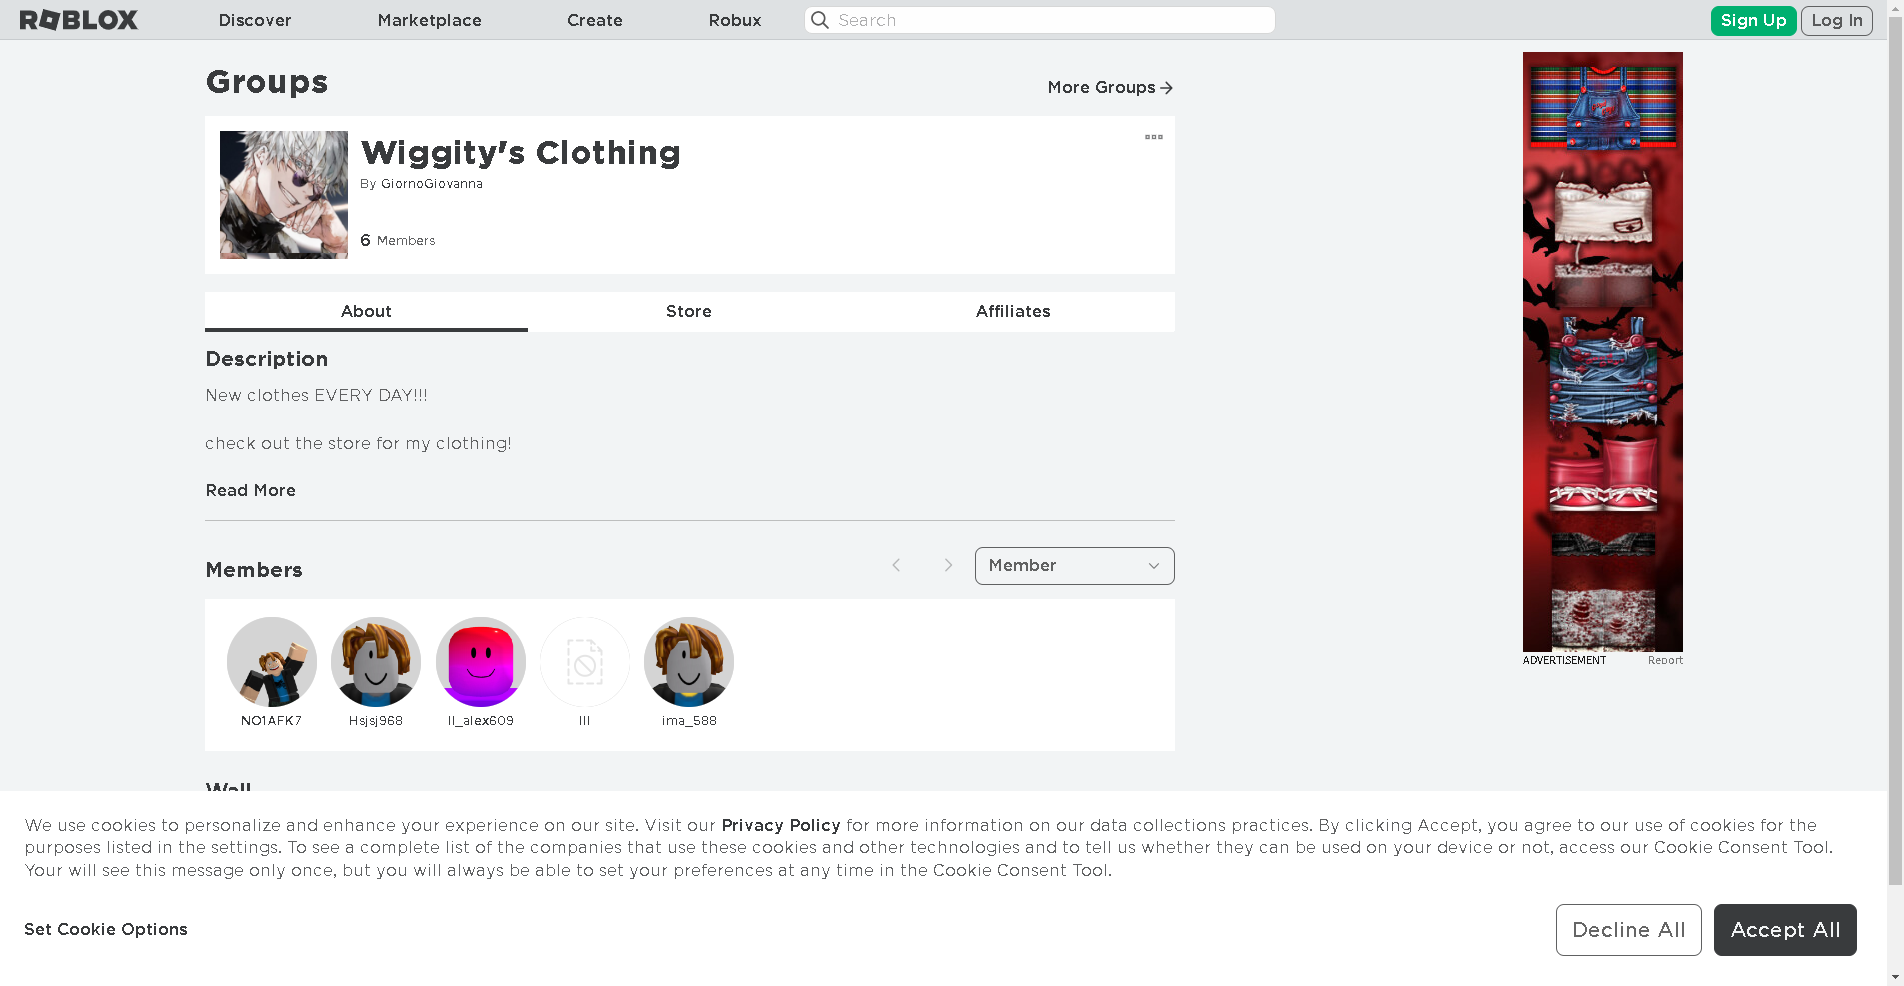 ROBLOX
Discover
Marketplace
Create
Robux
Search
Sign Up
Log In
Groups
More Groups
Wiggity's Clothing
By GiornoGiovanna
6 Members
About
Store
Affiliates
Description
New clothes EVERY DAY!!!
check out the store for my clothing!
Read More
Members
Member
NO1AFK7
Hsjsj968
ll_alex609
lll
ima_588
ADVERTISEMENT
Report
Wall
We use cookies to personalize and enhance your experience on our site. Visit our Privacy Policy for more information on our data collections practices. By clicking Accept, you agree to our use of cookies for the
purposes listed in the settings. To see a complete list of the companies that use these cookies and other technologies and to tell us whether they can be used on your device or not, access our Cookie Consent Tool.
Your will see this message only once, but you will always be able to set your preferences at any time in the Cookie Consent Tool.
Set Cookie Options
Decline All
Accept All